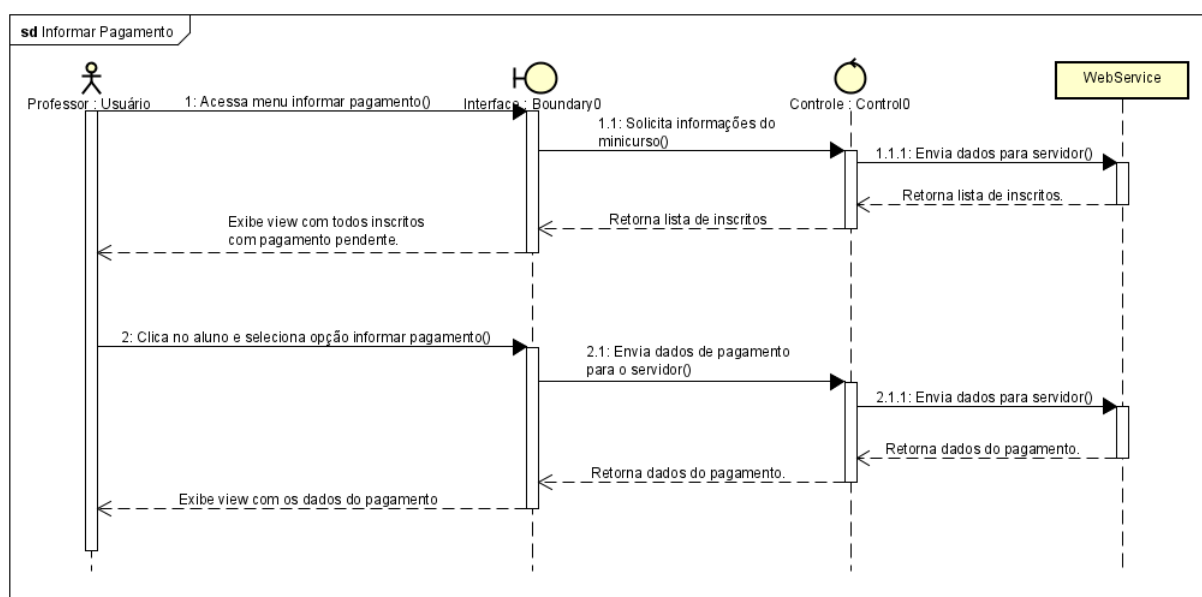 sd Informar Pagamento
Professor : Usuário
Interface : Boundary0
Controle : Control0
WebService
1: Acessa menu informar pagamento()
1.1: Solicita informações do
minicurso()
1.1.1: Envia dados para servidor()
Retorna lista de inscritos.
Retorna lista de inscritos
Exibe view com todos inscritos
com pagamento pendente.
2: Clica no aluno e seleciona opção informar pagamento()
2.1: Envia dados de pagamento
para o servidor()
2.1.1: Envia dados para servidor()
Retorna dados do pagamento.
Retorna dados do pagamento.
Exibe view com os dados do pagamento